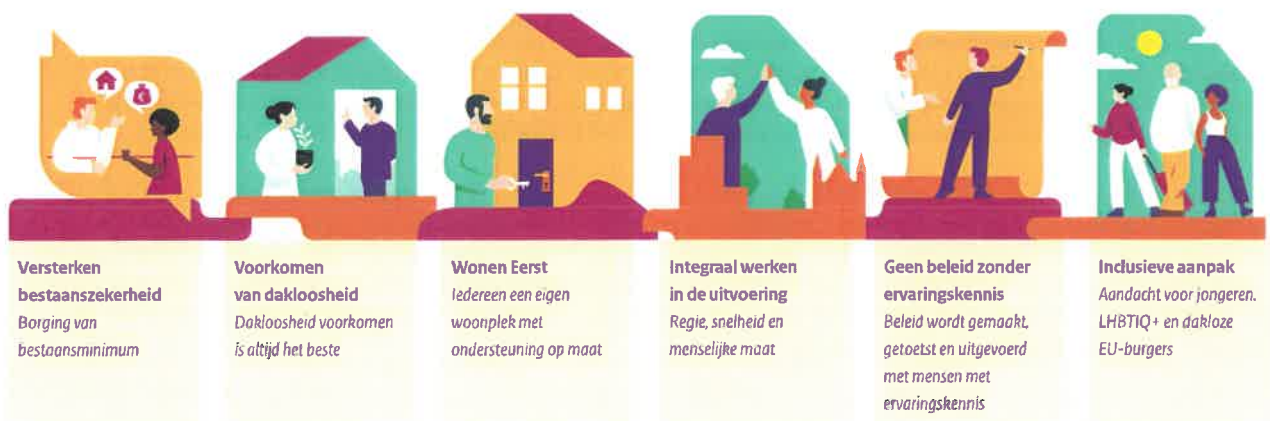 Versterken
bestaanszekerheid
Borging van
bestaansminimum
Voorkomen
van dakloosheid
Dakloosheid voorkomen
is altijd het beste
Wonen Eerst
Iedereen een eigen
woonplek met
ondersteuning op maat
Integraal werken
in de uitvoering
Regie, snelheid en
menselijke maat
Geen beleid zonder
ervaringskennis
Beleid wordt gemaakt,
getoetst en uitgevoerd
met mensen met
ervaringskennis
Inclusieve aanpak
Aandacht voor jongeren,
LHBTIQ+ en dakloze
EU-burgers